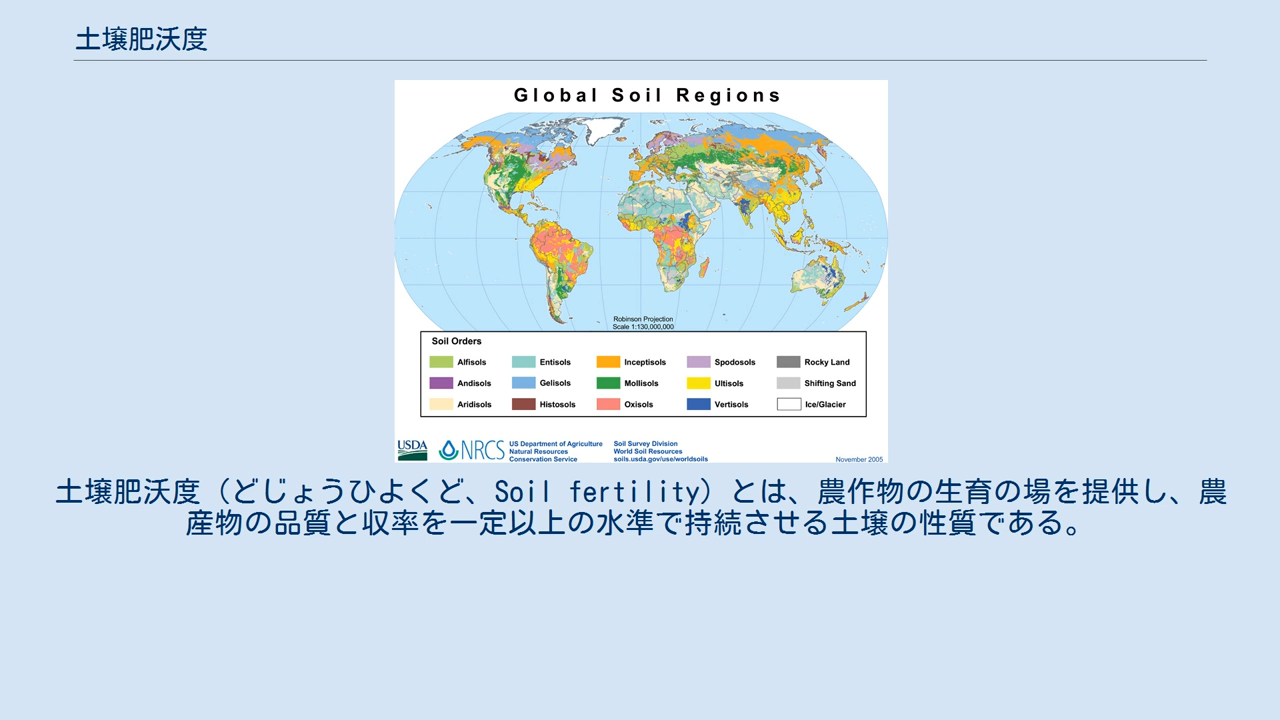 土壌肥沃度
Global Soil Regions
Robinson Projection
Scale 1:130,000,000
Soil Orders
Alfisols Entisols Inceptisols Spodosols Rocky Land
Andisols Gelisols Mollisols Ultisols Shifting Sand
Aridisols Histosols Oxisols Vertisols Ice/Glacier
USDA NRCS US Department of Agriculture Soil Survey Division
Natural Resources World Soil Resources
Conservation Service soils.usda.gov/use/worldsoils November 2005
土壌肥沃度（どじょうひよくど、Soil fertility）とは、農作物の生育の場を提供し、農
産物の品質と収率を一定以上の水準で持続させる土壌の性質である。